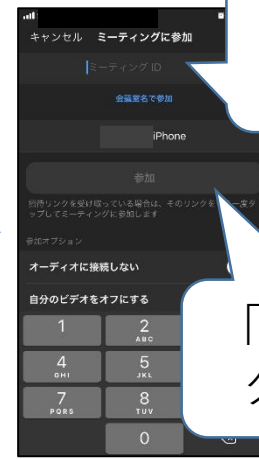 キャンセル ミーティングに参加
ミーティング ID
会議室名で参加
iPhone
参加
招待リンクを受け取っている場合は、そのリンクを 一度タ
ップしてミーティングに参加します
参加オプション
オーディオに接続しない
自分のビデオをオフにする
1 2 ABC
4 GHI 5 JKL
7 PQRS 8 TUV
0
「